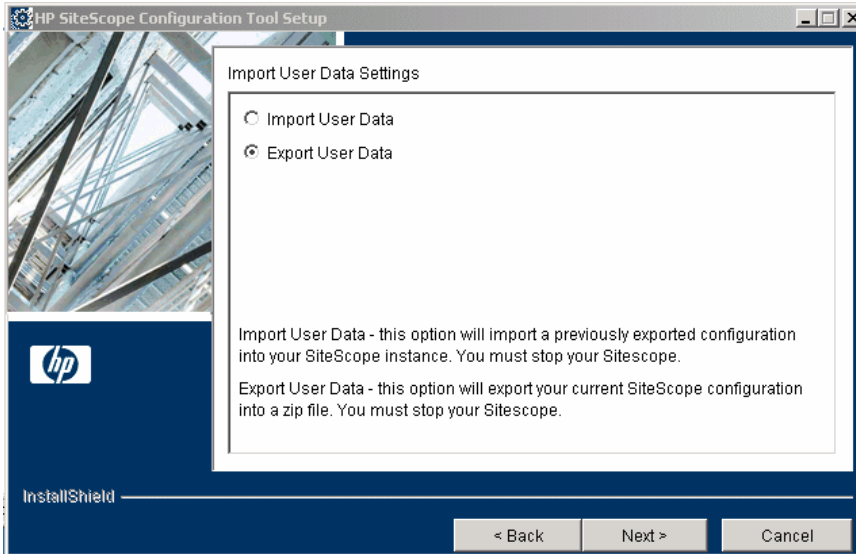 HP SiteScope Configuration Tool Setup
Import User Data Settings
Import User Data
Export User Data
Import User Data - this option will import a previously exported configuration
into your SiteScope instance. You must stop your Sitescope.
Export User Data - this option will export your current SiteScope configuration
into a zip file. You must stop your Sitescope.
hp
InstallShield
< Back
Next >
Cancel